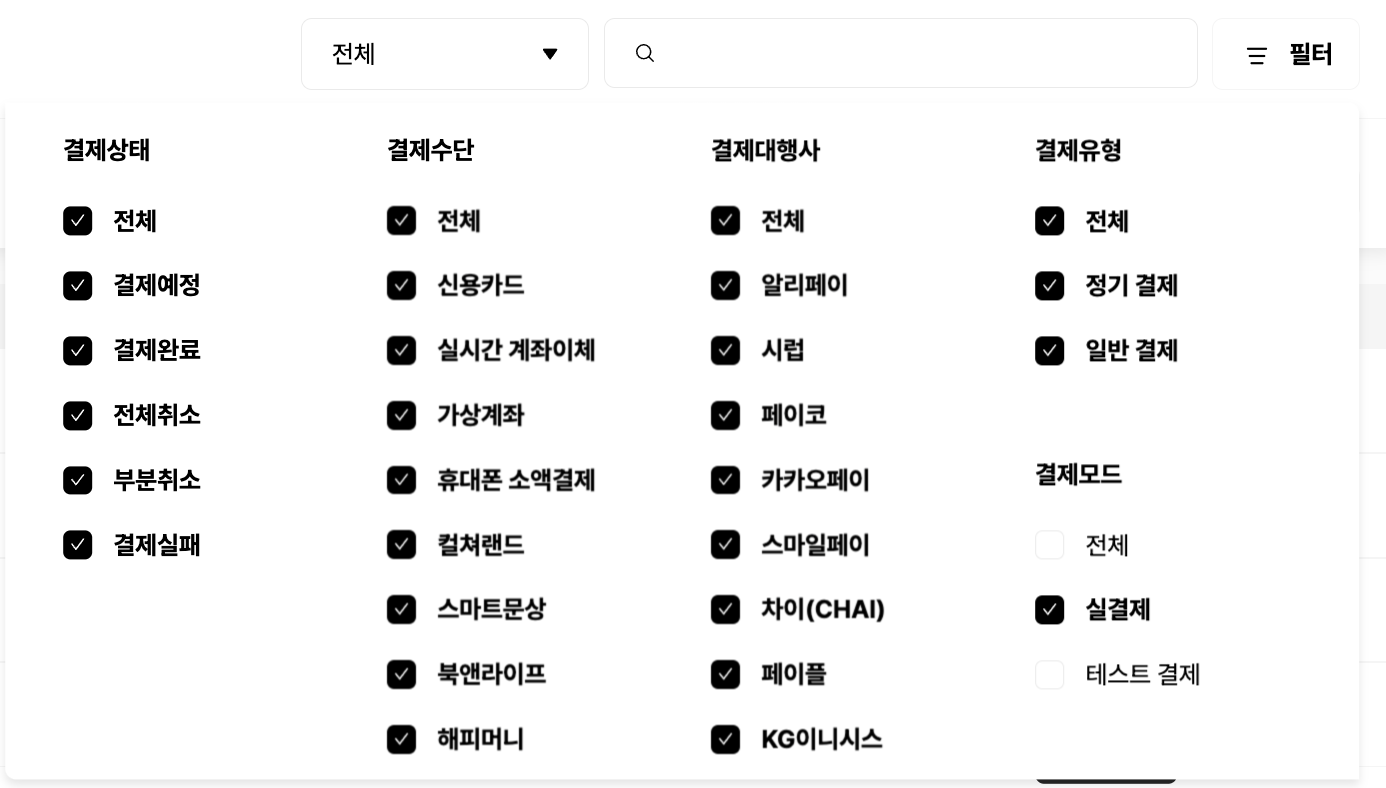 전체
필터
결제상태
전체
결제예정
결제완료
전체취소
부분취소
결제실패
결제수단
전체
신용카드
실시간 계좌이체
가상계좌
휴대폰 소액결제
컬쳐랜드
스마트문상
북앤라이프
해피머니
결제대행사
전체
알리페이
시럽
페이코
카카오페이
스마일페이
차이(CHAI)
페이플
KG이니시스
결제유형
전체
정기 결제
일반 결제
결제모드
전체
실결제
테스트 결제